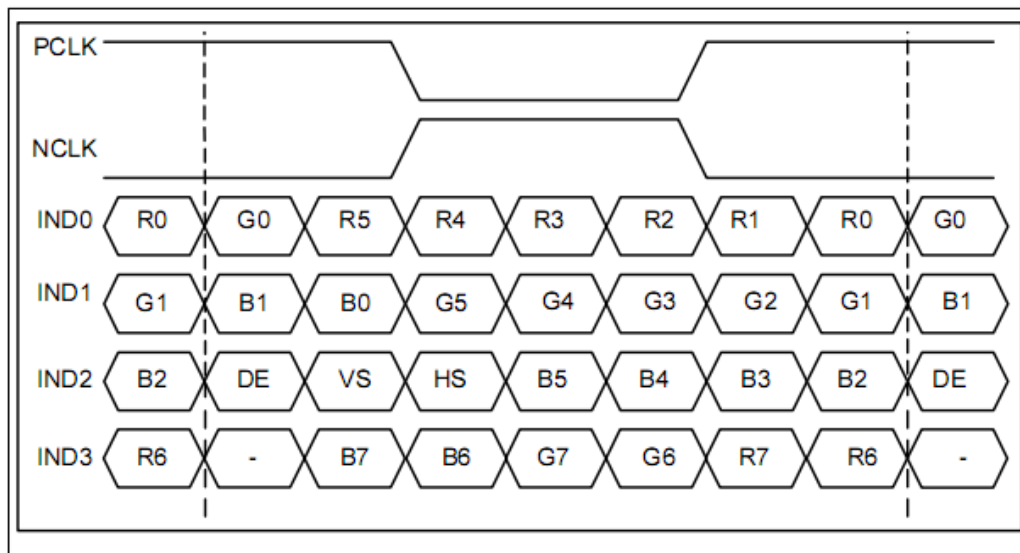 PCLK
NCLK
IND0 R0 G0 R5 R4 R3 R2 R1 R0 G0
IND1 G1 B1 B0 G5 G4 G3 G2 G1 B1
IND2 B2 DE VS HS B5 B4 B3 B2 DE
IND3 R6 - B7 B6 G7 G6 R7 R6 -